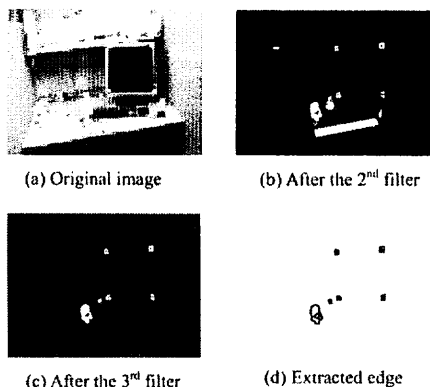 (a) Original image
(b) After the 2nd filter
(c) After the 3rd filter
(d) Extracted edge